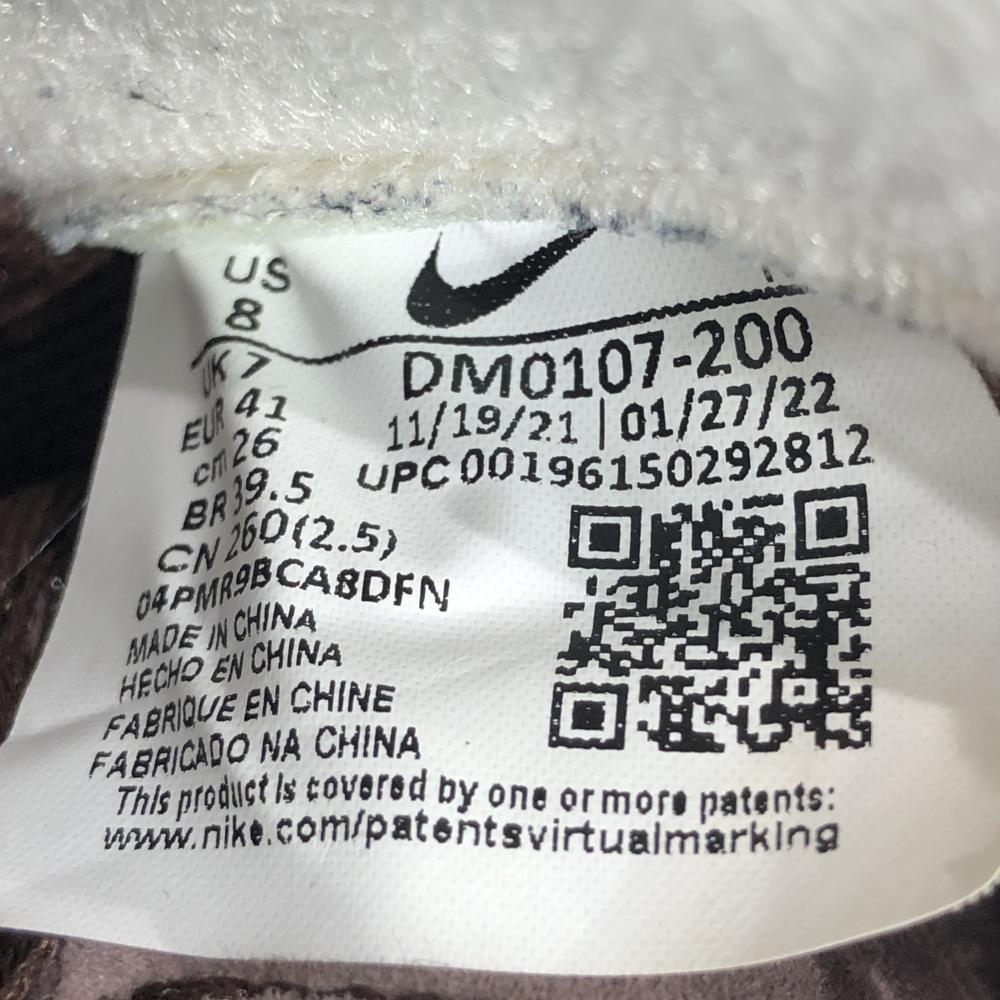 US
8
UK 7
EUR 41
cm 26
BR 39.5
CN 260(2.5)
04PMR9BCA8DFN
MADE IN CHINA
HECHO EN CHINA
FABRIQUE EN CHINE
FABRICADO NA CHINA
DM0107-200
11/19/21 | 01/27/22
UPC 00196150292812
This product is covered by one or more patents:
www.nike.com/patentsvirtualmarking